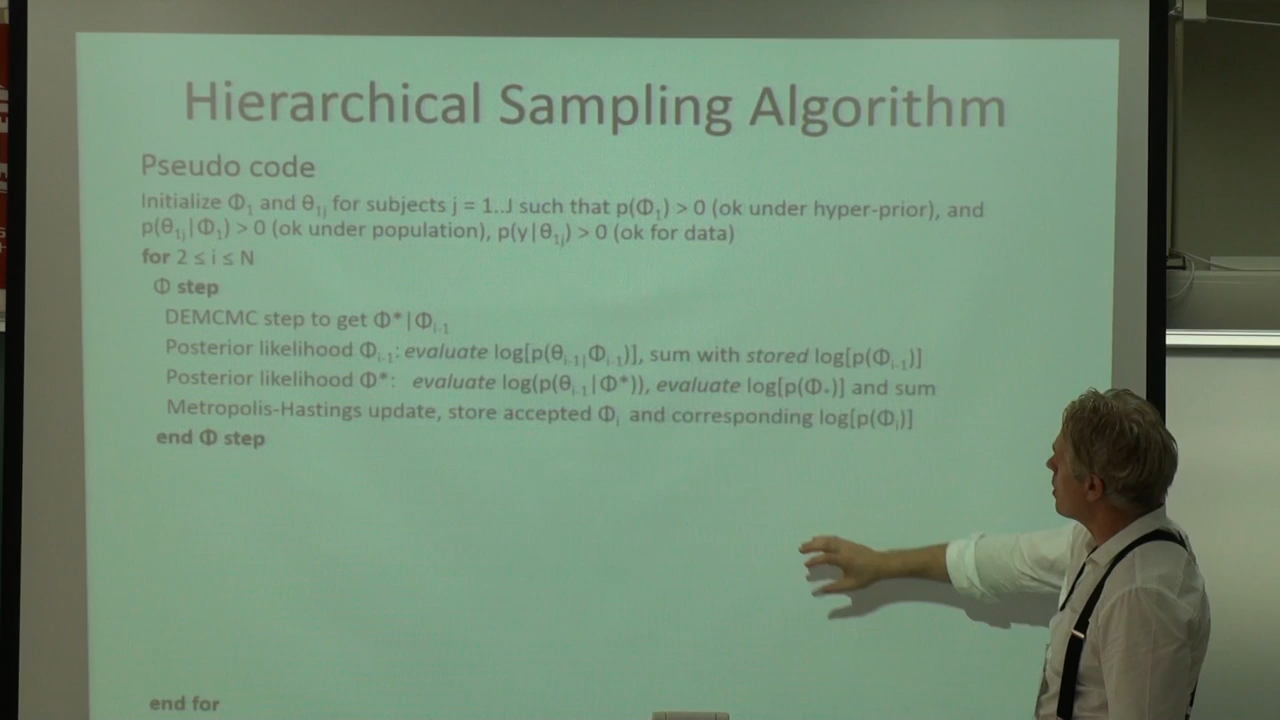 Hierarchical Sampling Algorithm
Pseudo code
Initialize Φ₁ and θ₁ⱼ for subjects j = 1..J such that p(Φ₁) > 0 (ok under hyper-prior), and
p(θ₁ⱼ|Φ₁) > 0 (ok under population), p(y|θ₁ⱼ) > 0 (ok for data)
for 2 ≤ i ≤ N
Φ step
DEMCMC step to get Φ*|Φᵢ₋₁
Posterior likelihood Φᵢ₋₁: evaluate log[p(θᵢ₋₁|Φᵢ₋₁)], sum with stored log[p(Φᵢ₋₁)]
Posterior likelihood Φ*: evaluate log(p(θᵢ₋₁|Φ*)), evaluate log[p(Φ*)] and sum
Metropolis-Hastings update, store accepted Φᵢ and corresponding log[p(Φᵢ)]
end Φ step
end for